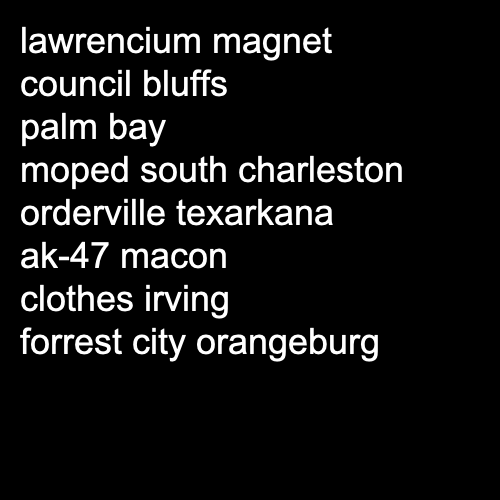 lawrencium magnet
council bluffs
palm bay
moped south charleston
orderville texarkana
ak-47 macon
clothes irving
forrest city orangeburg